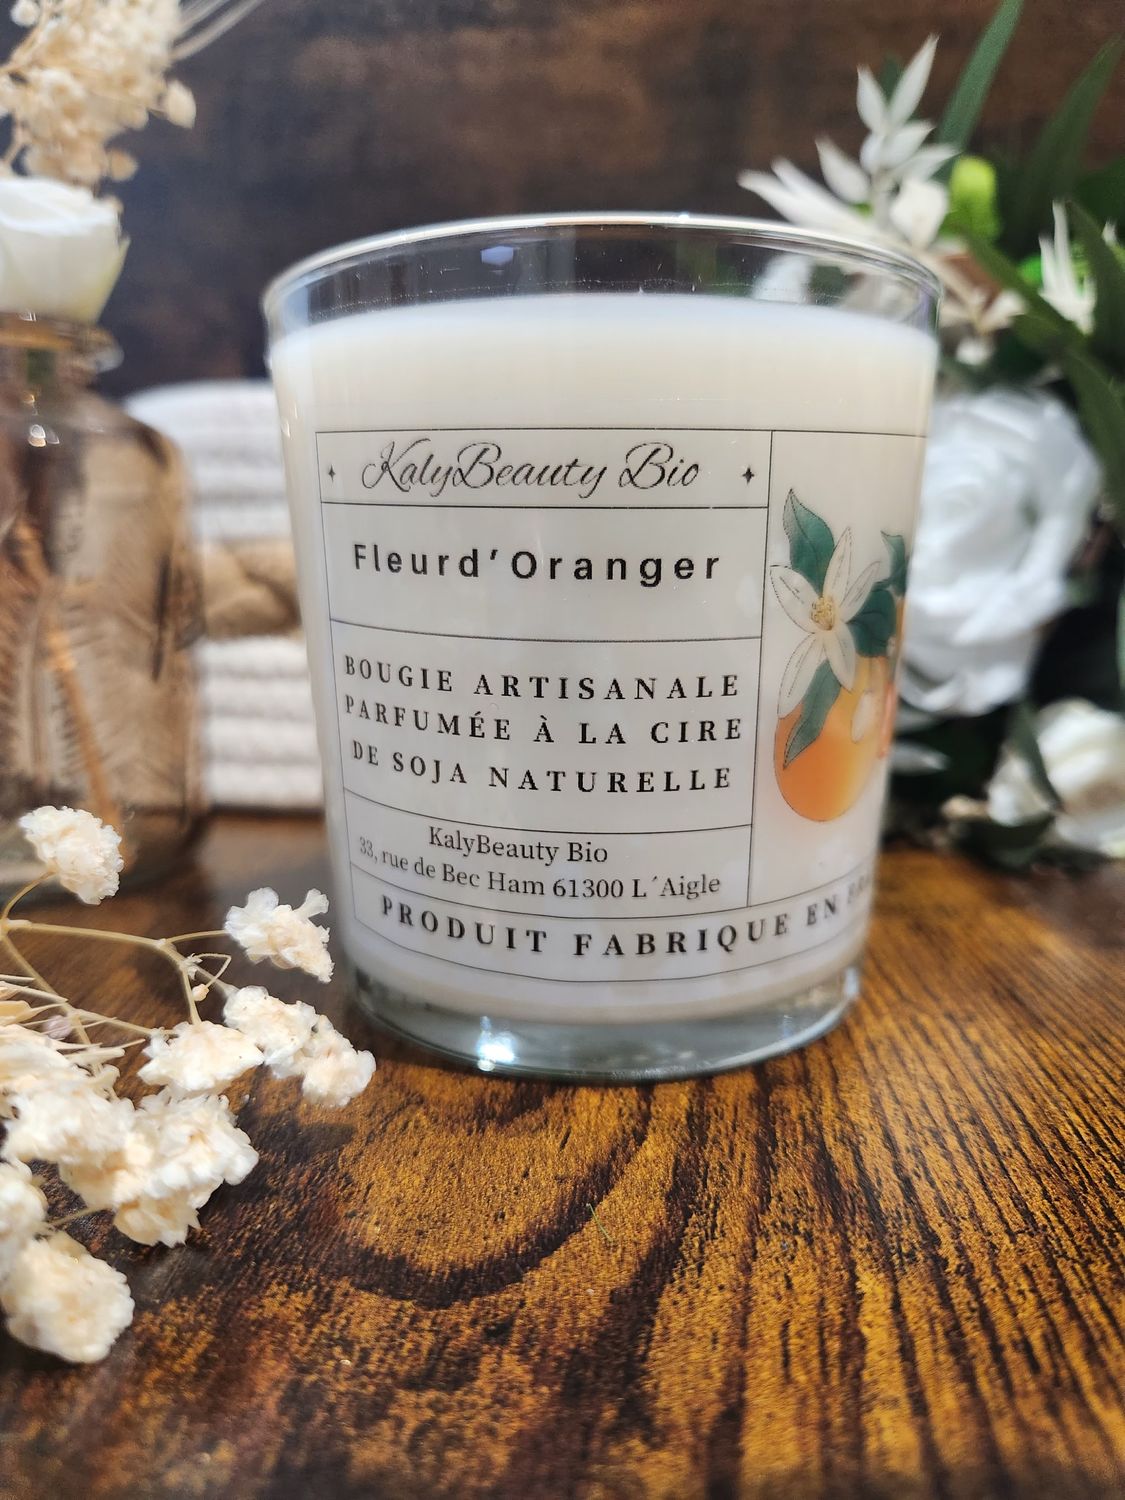 KalyBeauty Bio
Fleurd'Oranger
BOUGIE ARTISANALE
PARFUMÉE À LA CIRE
DE SOJA NATURELLE
KalyBeauty Bio
33, rue de Bec Ham 61300 L´Aigle
PRODUIT FABRIQUE EN